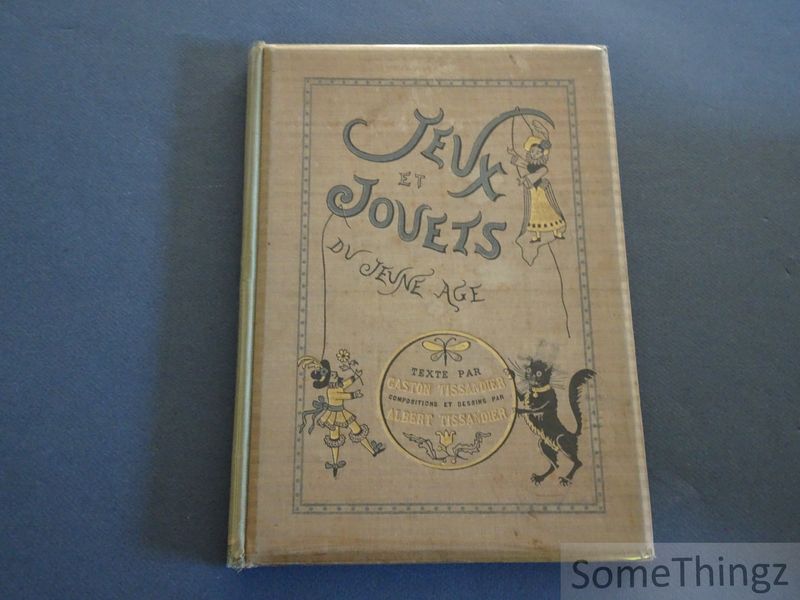 JEUX
ET
JOUETS
DU JEUNE AGE
TEXTE PAR
GASTON TISSANDIER
COMPOSITIONS ET DESSINS PAR
ALBERT TISSANDIER
SomeThingz